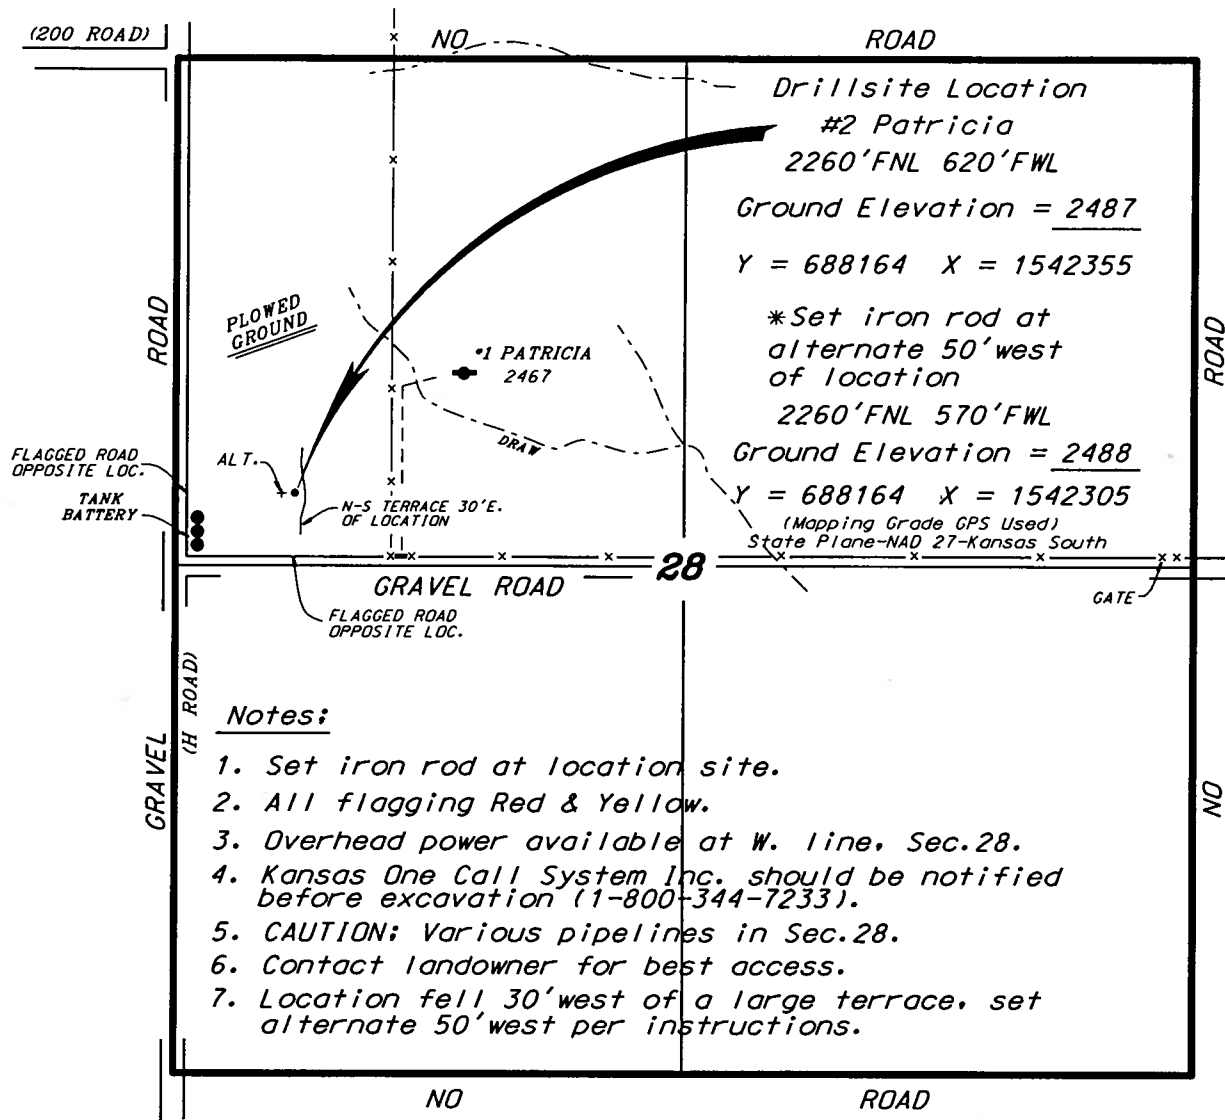 (200 ROAD)
NO ROAD
Drillsite Location
#2 Patricia
2260'FNL 620'FWL
Ground Elevation = 2487
Y = 688164 X = 1542355
*Set iron rod at
alternate 50'west
of location
2260'FNL 570'FWL
Ground Elevation = 2488
Y = 688164 X = 1542305
(Mapping Grade GPS Used)
State Plane-NAD 27-Kansas South
ROAD
PLOWED
GROUND
•1 PATRICIA
2467
DRAW
FLAGGED ROAD
OPPOSITE LOC.
TANK
BATTERY
ALT.
N-S TERRACE 30'E.
OF LOCATION
28
GRAVEL ROAD
FLAGGED ROAD
OPPOSITE LOC.
GATE
ROAD
NO
(H ROAD)
GRAVEL
Notes:
1. Set iron rod at location site.
2. All flagging Red & Yellow.
3. Overhead power available at W. line, Sec.28.
4. Kansas One Call System Inc. should be notified
before excavation (1-800-344-7233).
5. CAUTION: Various pipelines in Sec.28.
6. Contact landowner for best access.
7. Location fell 30'west of a large terrace, set
alternate 50'west per instructions.
NO ROAD